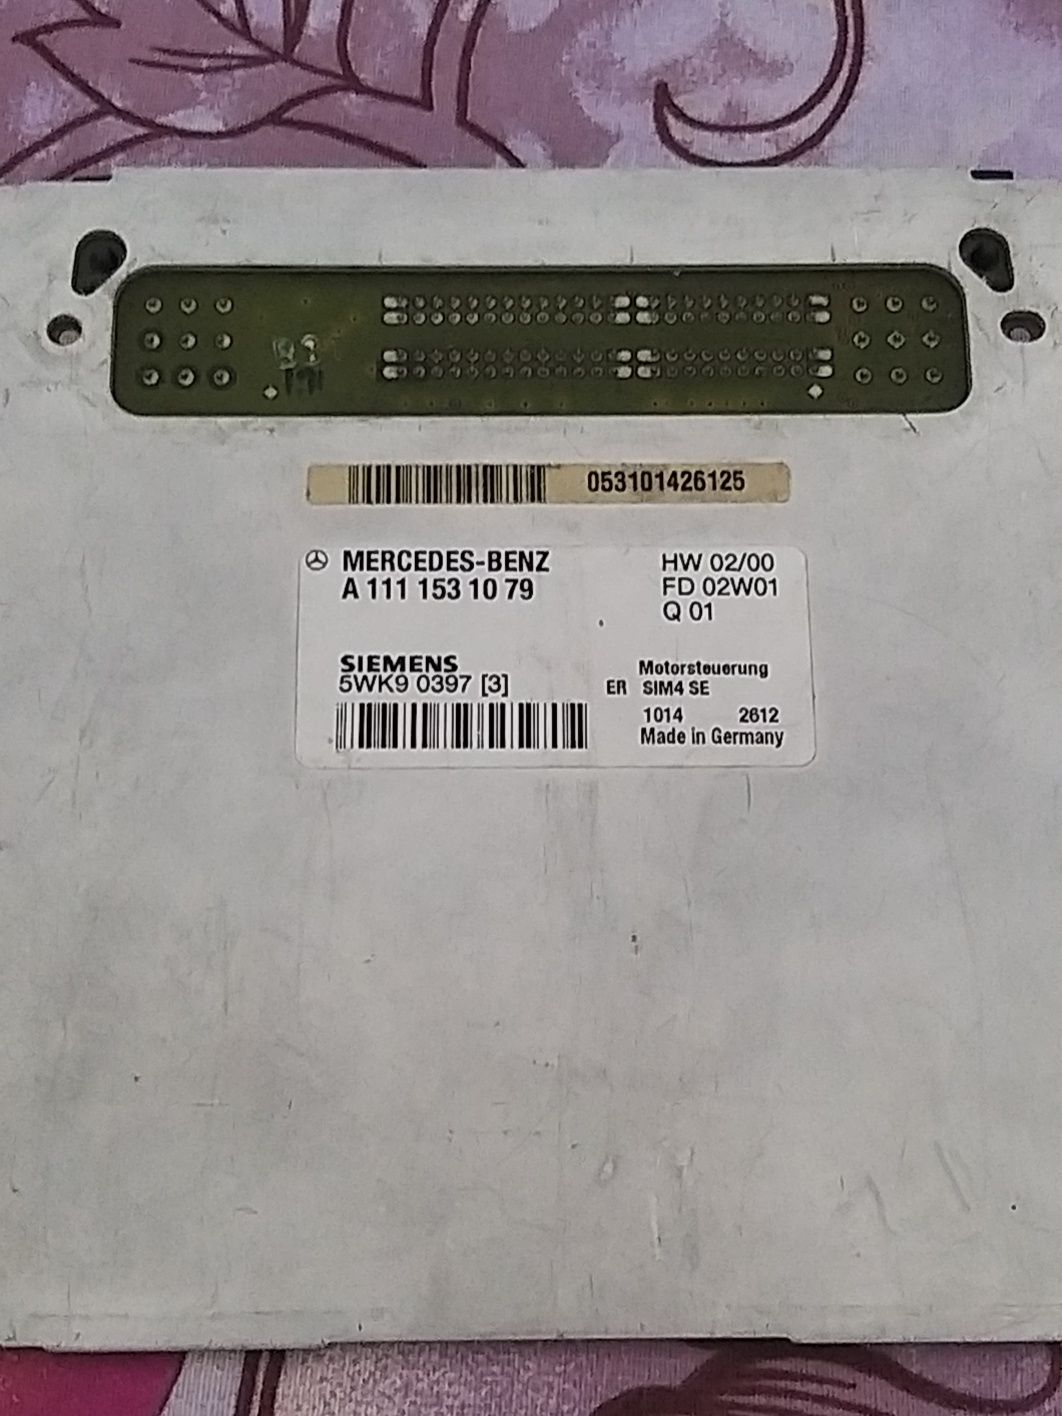 053101426125
MERCEDES-BENZ
A 111 153 10 79
HW 02/00
FD 02W01
Q 01
SIEMENS
5WK9 0397 [3]
Motorsteuerung
ER SIM4 SE
1014 2612
Made in Germany